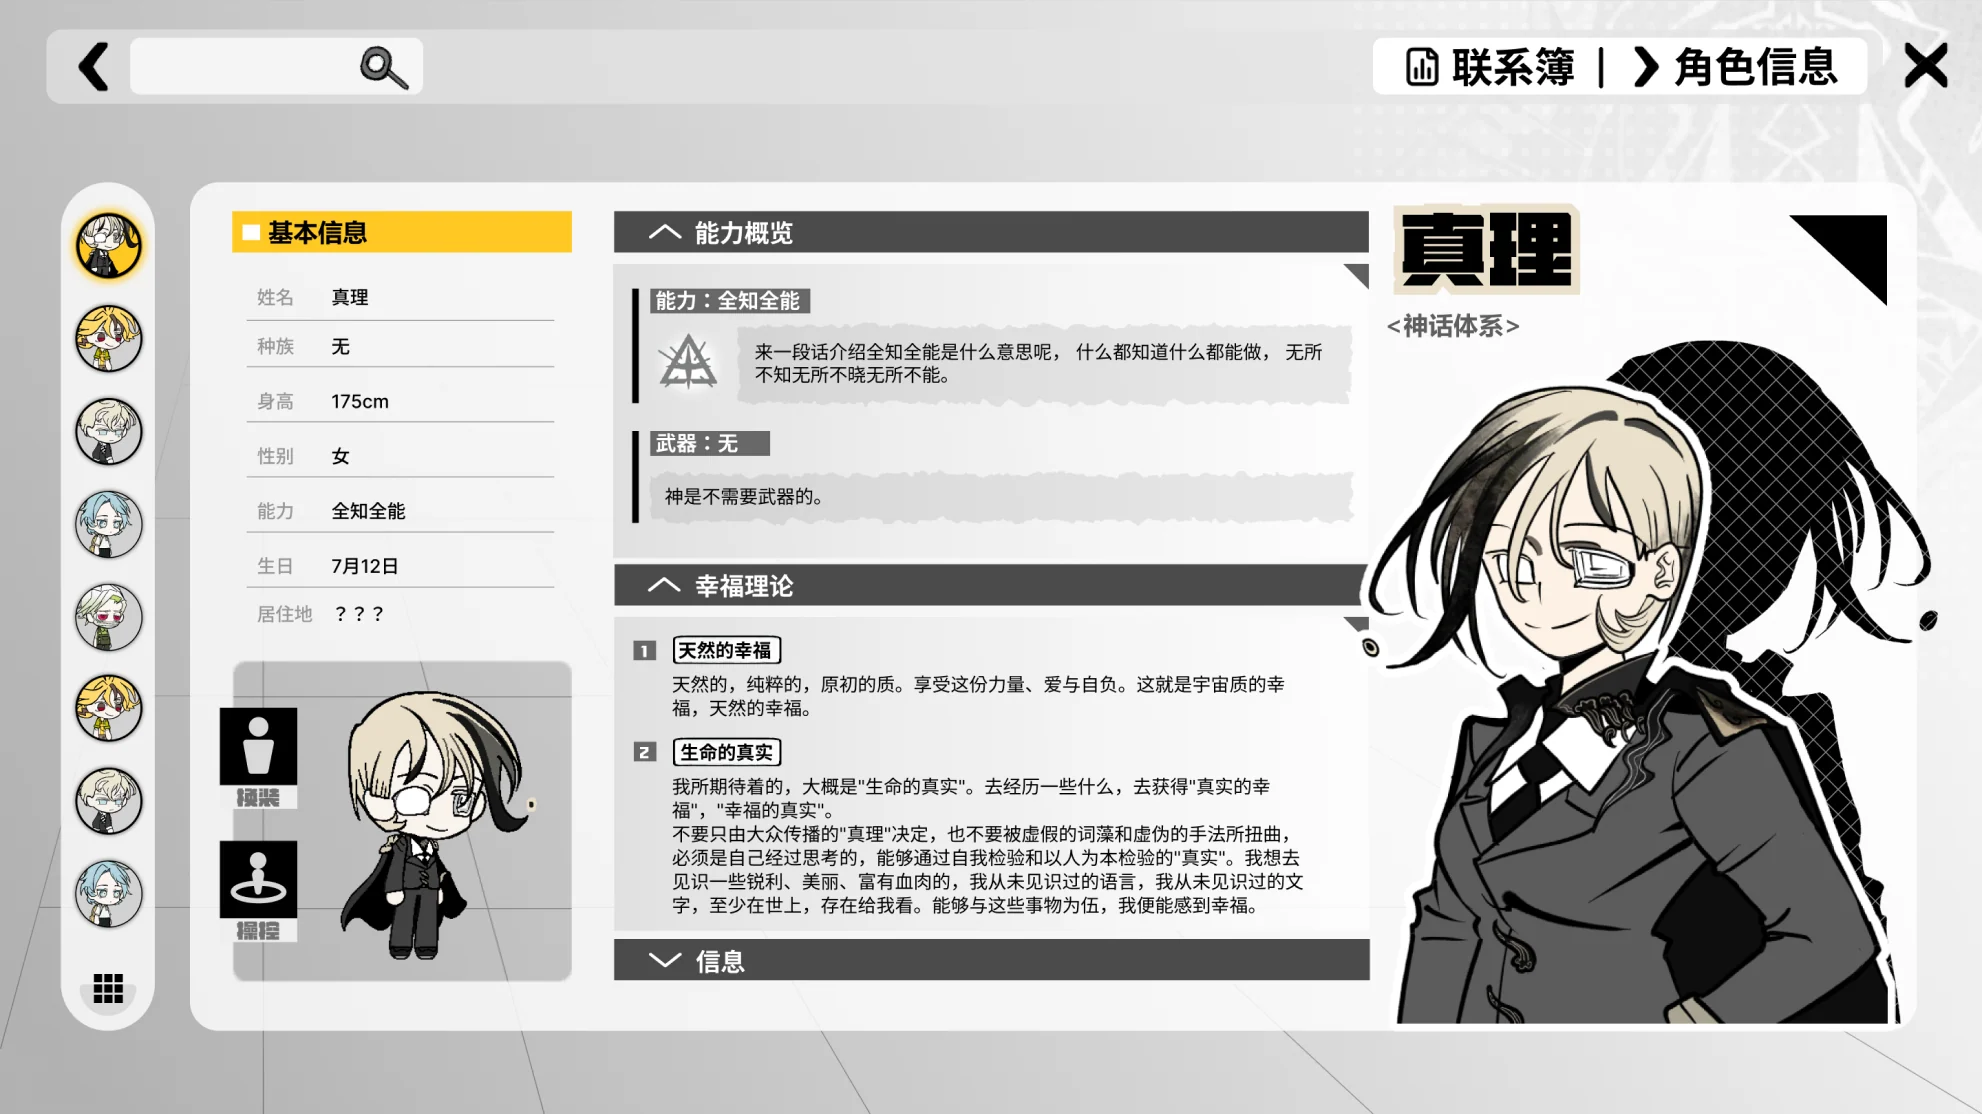 联系簿 | 角色信息
基本信息
姓名 真理
种族 无
身高 175cm
性别 女
能力 全知全能
生日 7月12日
居住地 ？？？
换装
操控
能力概览
能力：全知全能
来一段话介绍全知全能是什么意思呢， 什么都知道什么都能做， 无所
不知无所不晓无所不能。
武器：无
神是不需要武器的。
幸福理论
1 天然的幸福
天然的，纯粹的，原初的质。享受这份力量、爱与自负。这就是宇宙质的幸
福，天然的幸福。
2 生命的真实
我所期待着的，大概是"生命的真实"。去经历一些什么，去获得"真实的幸
福"，"幸福的真实"。
不要只由大众传播的"真理"决定，也不要被虚假的词藻和虚伪的手法所扭曲，
必须是自己经过思考的，能够通过自我检验和以人为本检验的"真实"。我想去
见识一些锐利、美丽、富有血肉的，我从未见识过的语言，我从未见识过的文
字，至少在世上，存在给我看。能够与这些事物为伍，我便能感到幸福。
信息
真理
<神话体系>